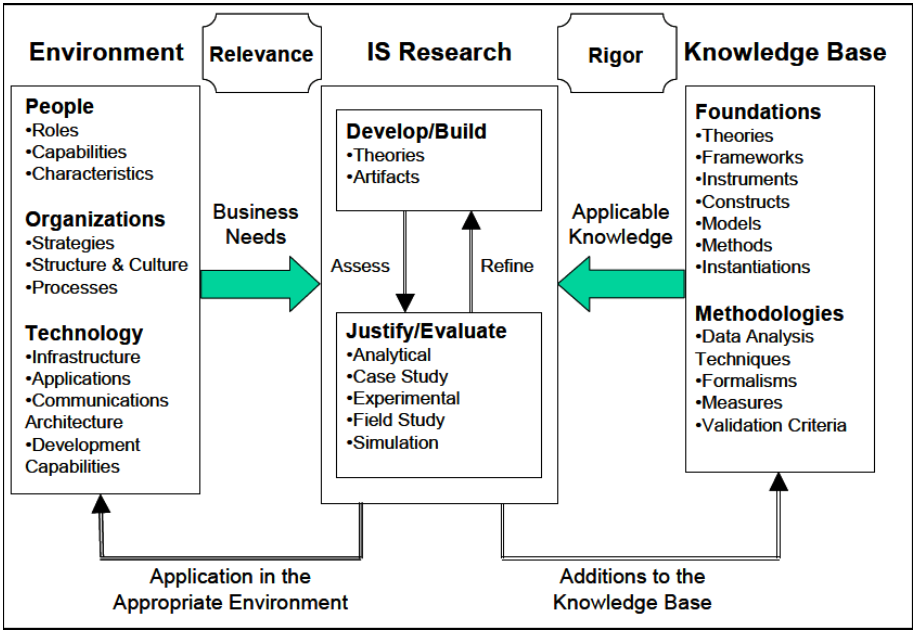 Environment
Relevance
IS Research
Rigor
Knowledge Base
People
•Roles
•Capabilities
•Characteristics
Organizations
•Strategies
•Structure & Culture
•Processes
Technology
•Infrastructure
•Applications
•Communications
Architecture
•Development
Capabilities
Business
Needs
Develop/Build
•Theories
•Artifacts
Assess
Refine
Justify/Evaluate
•Analytical
•Case Study
•Experimental
•Field Study
•Simulation
Applicable
Knowledge
Foundations
•Theories
•Frameworks
•Instruments
•Constructs
•Models
•Methods
•Instantiations
Methodologies
•Data Analysis
Techniques
•Formalisms
•Measures
•Validation Criteria
Application in the
Appropriate Environment
Additions to the
Knowledge Base